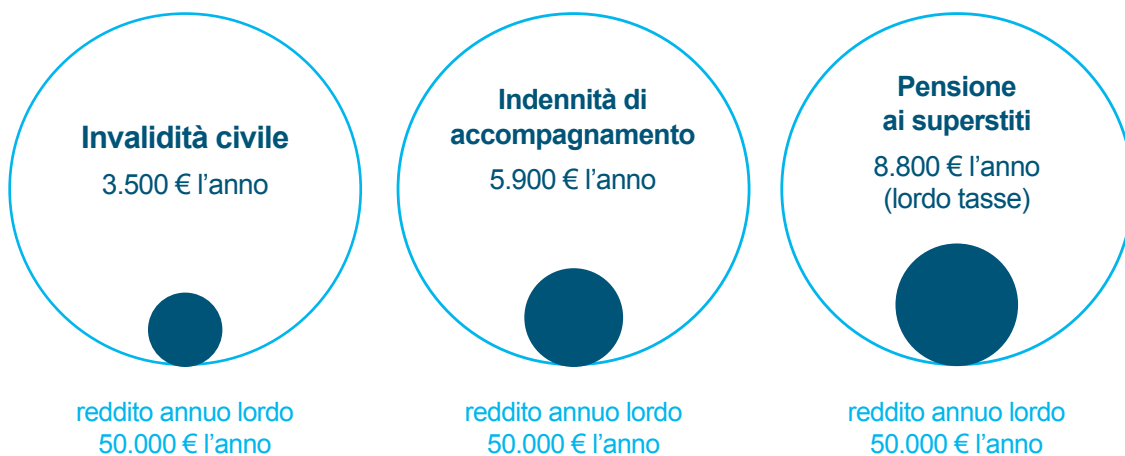 Invalidità civile
3.500 € l’anno
reddito annuo lordo
50.000 € l’anno
Indennità di
accompagnamento
5.900 € l’anno
reddito annuo lordo
50.000 € l’anno
Pensione
ai superstiti
8.800 € l’anno
(lordo tasse)
reddito annuo lordo
50.000 € l’anno